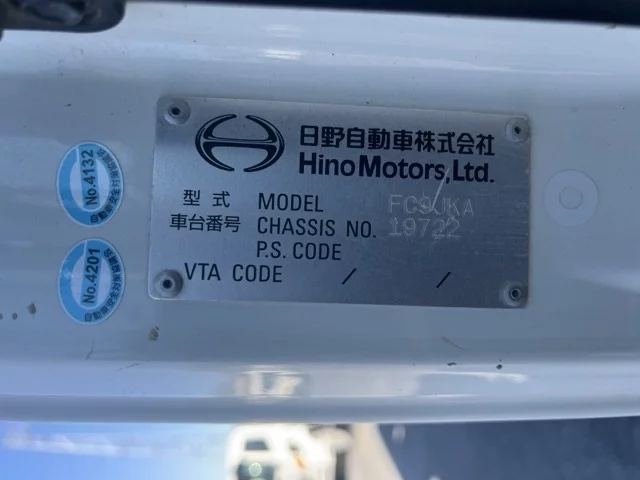 日野自動車株式会社
Hino Motors, Ltd.
型式 MODEL FC9JKA
車台番号 CHASSIS NO. 19722
P.S. CODE
VTA CODE / /
No.4132
No.4201